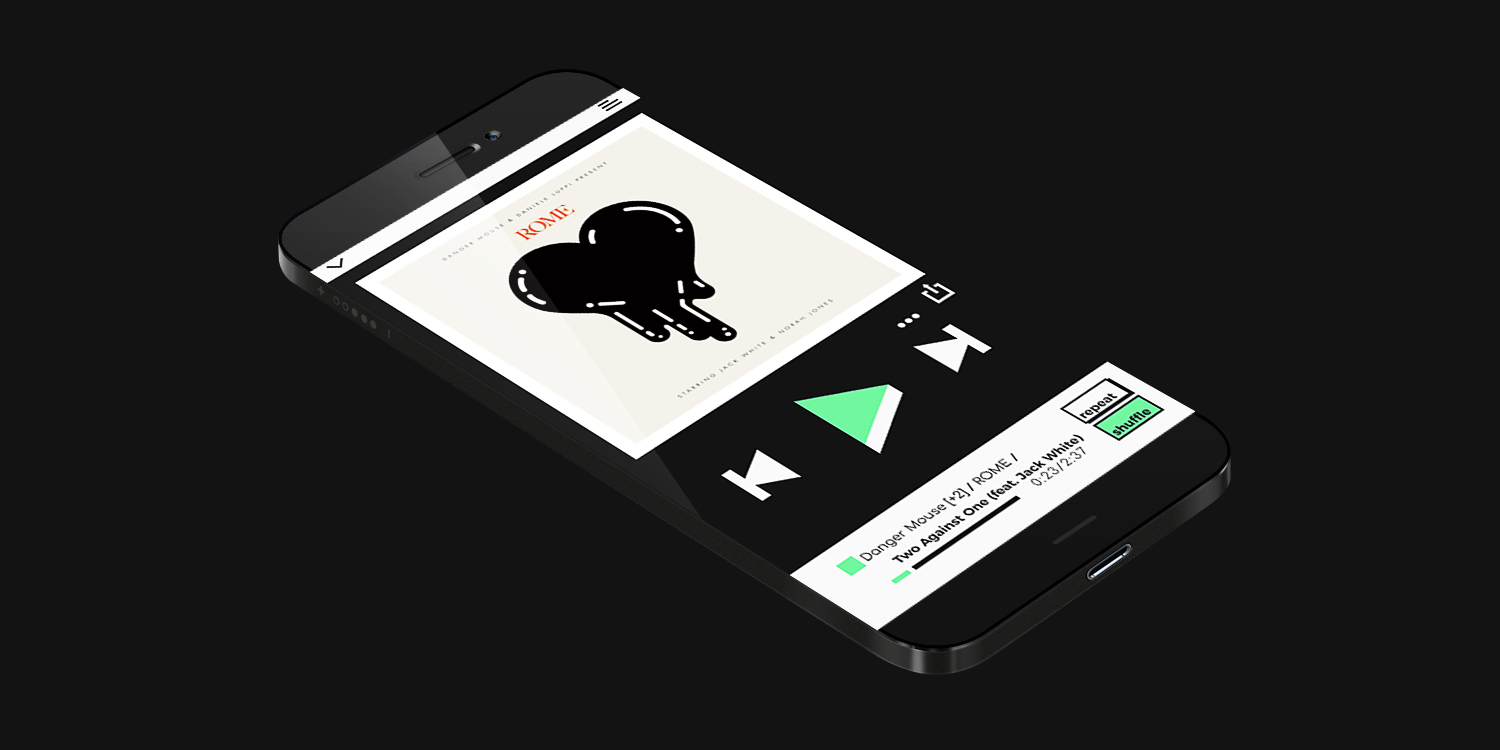 DANGER MOUSE & DANIELE LUPPI PRESENT
ROME
STARRING JACK WHITE & NORAH JONES
Danger Mouse [+2] / ROME /
Two Against One (feat. Jack White)
0:23/2:37
repeat
shuffle